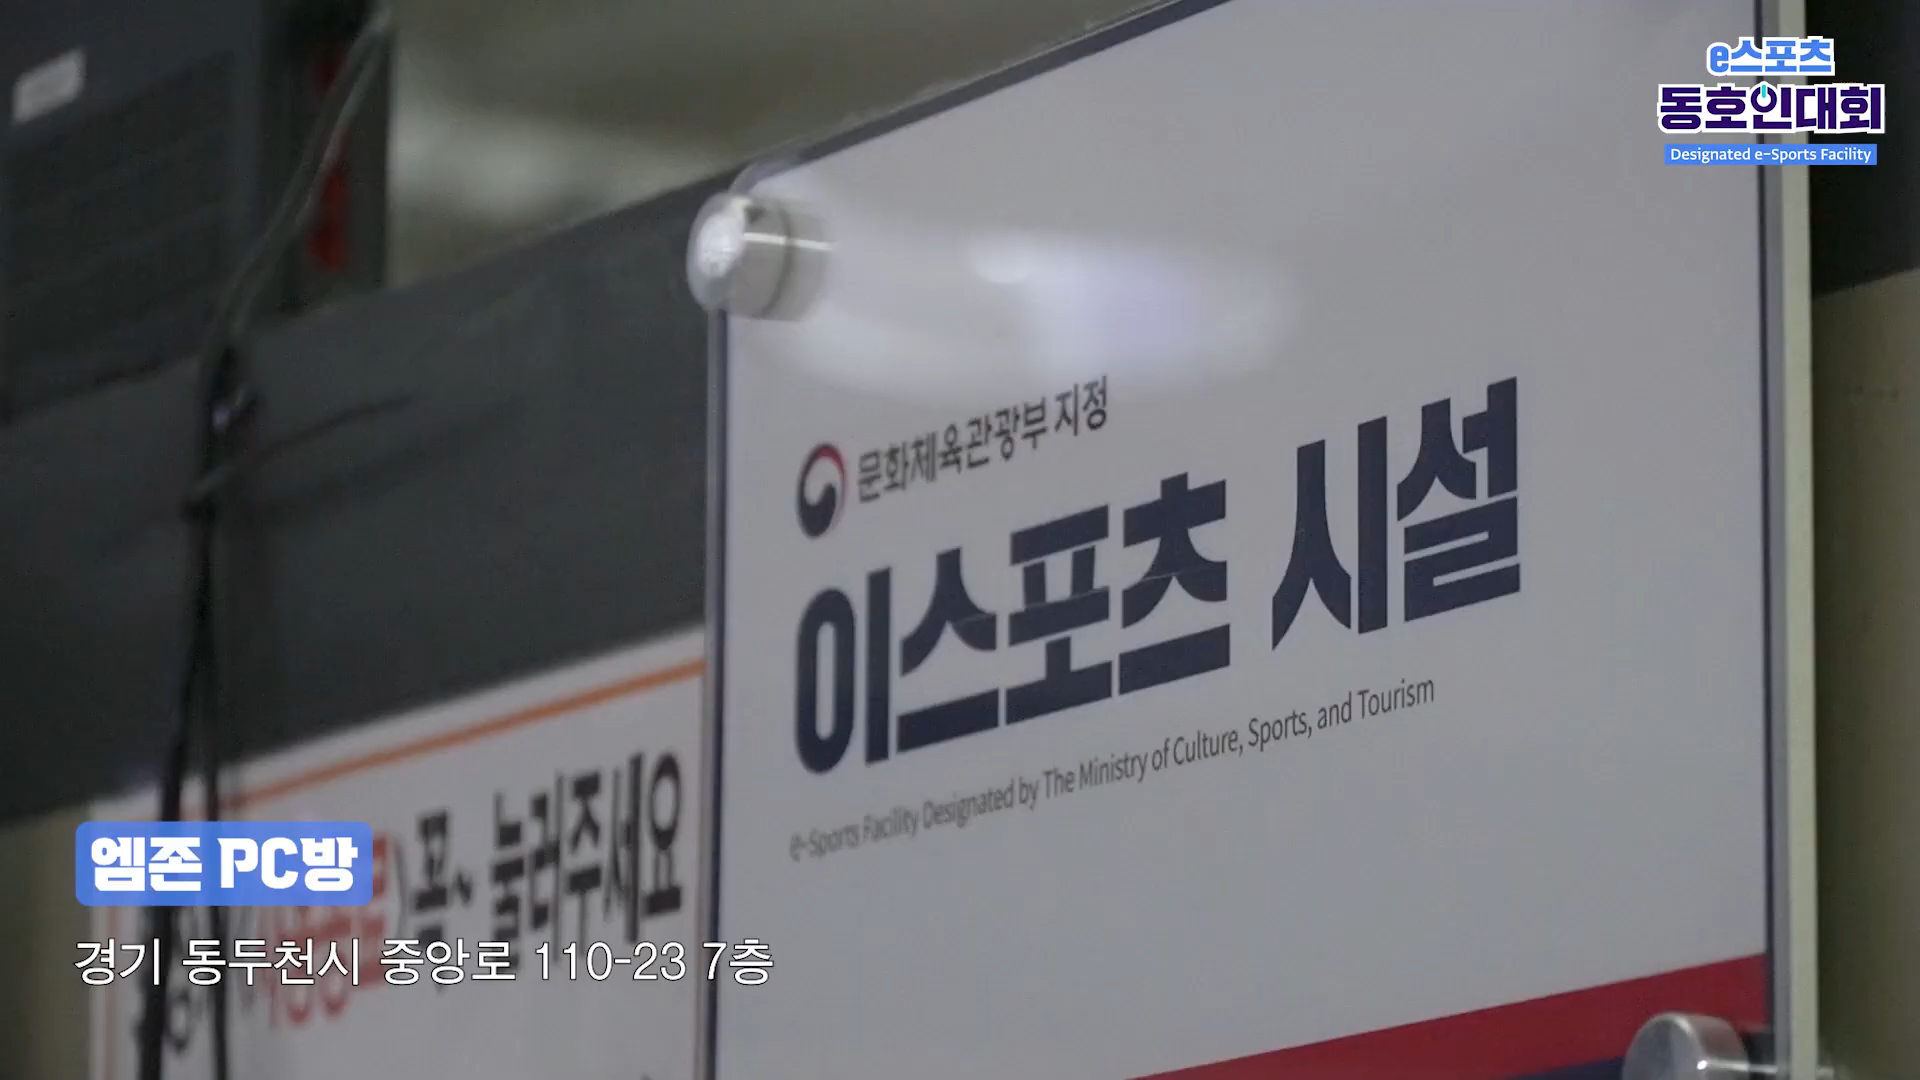 e스포츠
동호인대회
Designated e-Sports Facility
문화체육관광부 지정
이스포츠 시설
e-Sports Facility Designated by The Ministry of Culture, Sports, and Tourism
꼭~ 눌러주세요
엠존 PC방
경기 동두천시 중앙로 110-23 7층